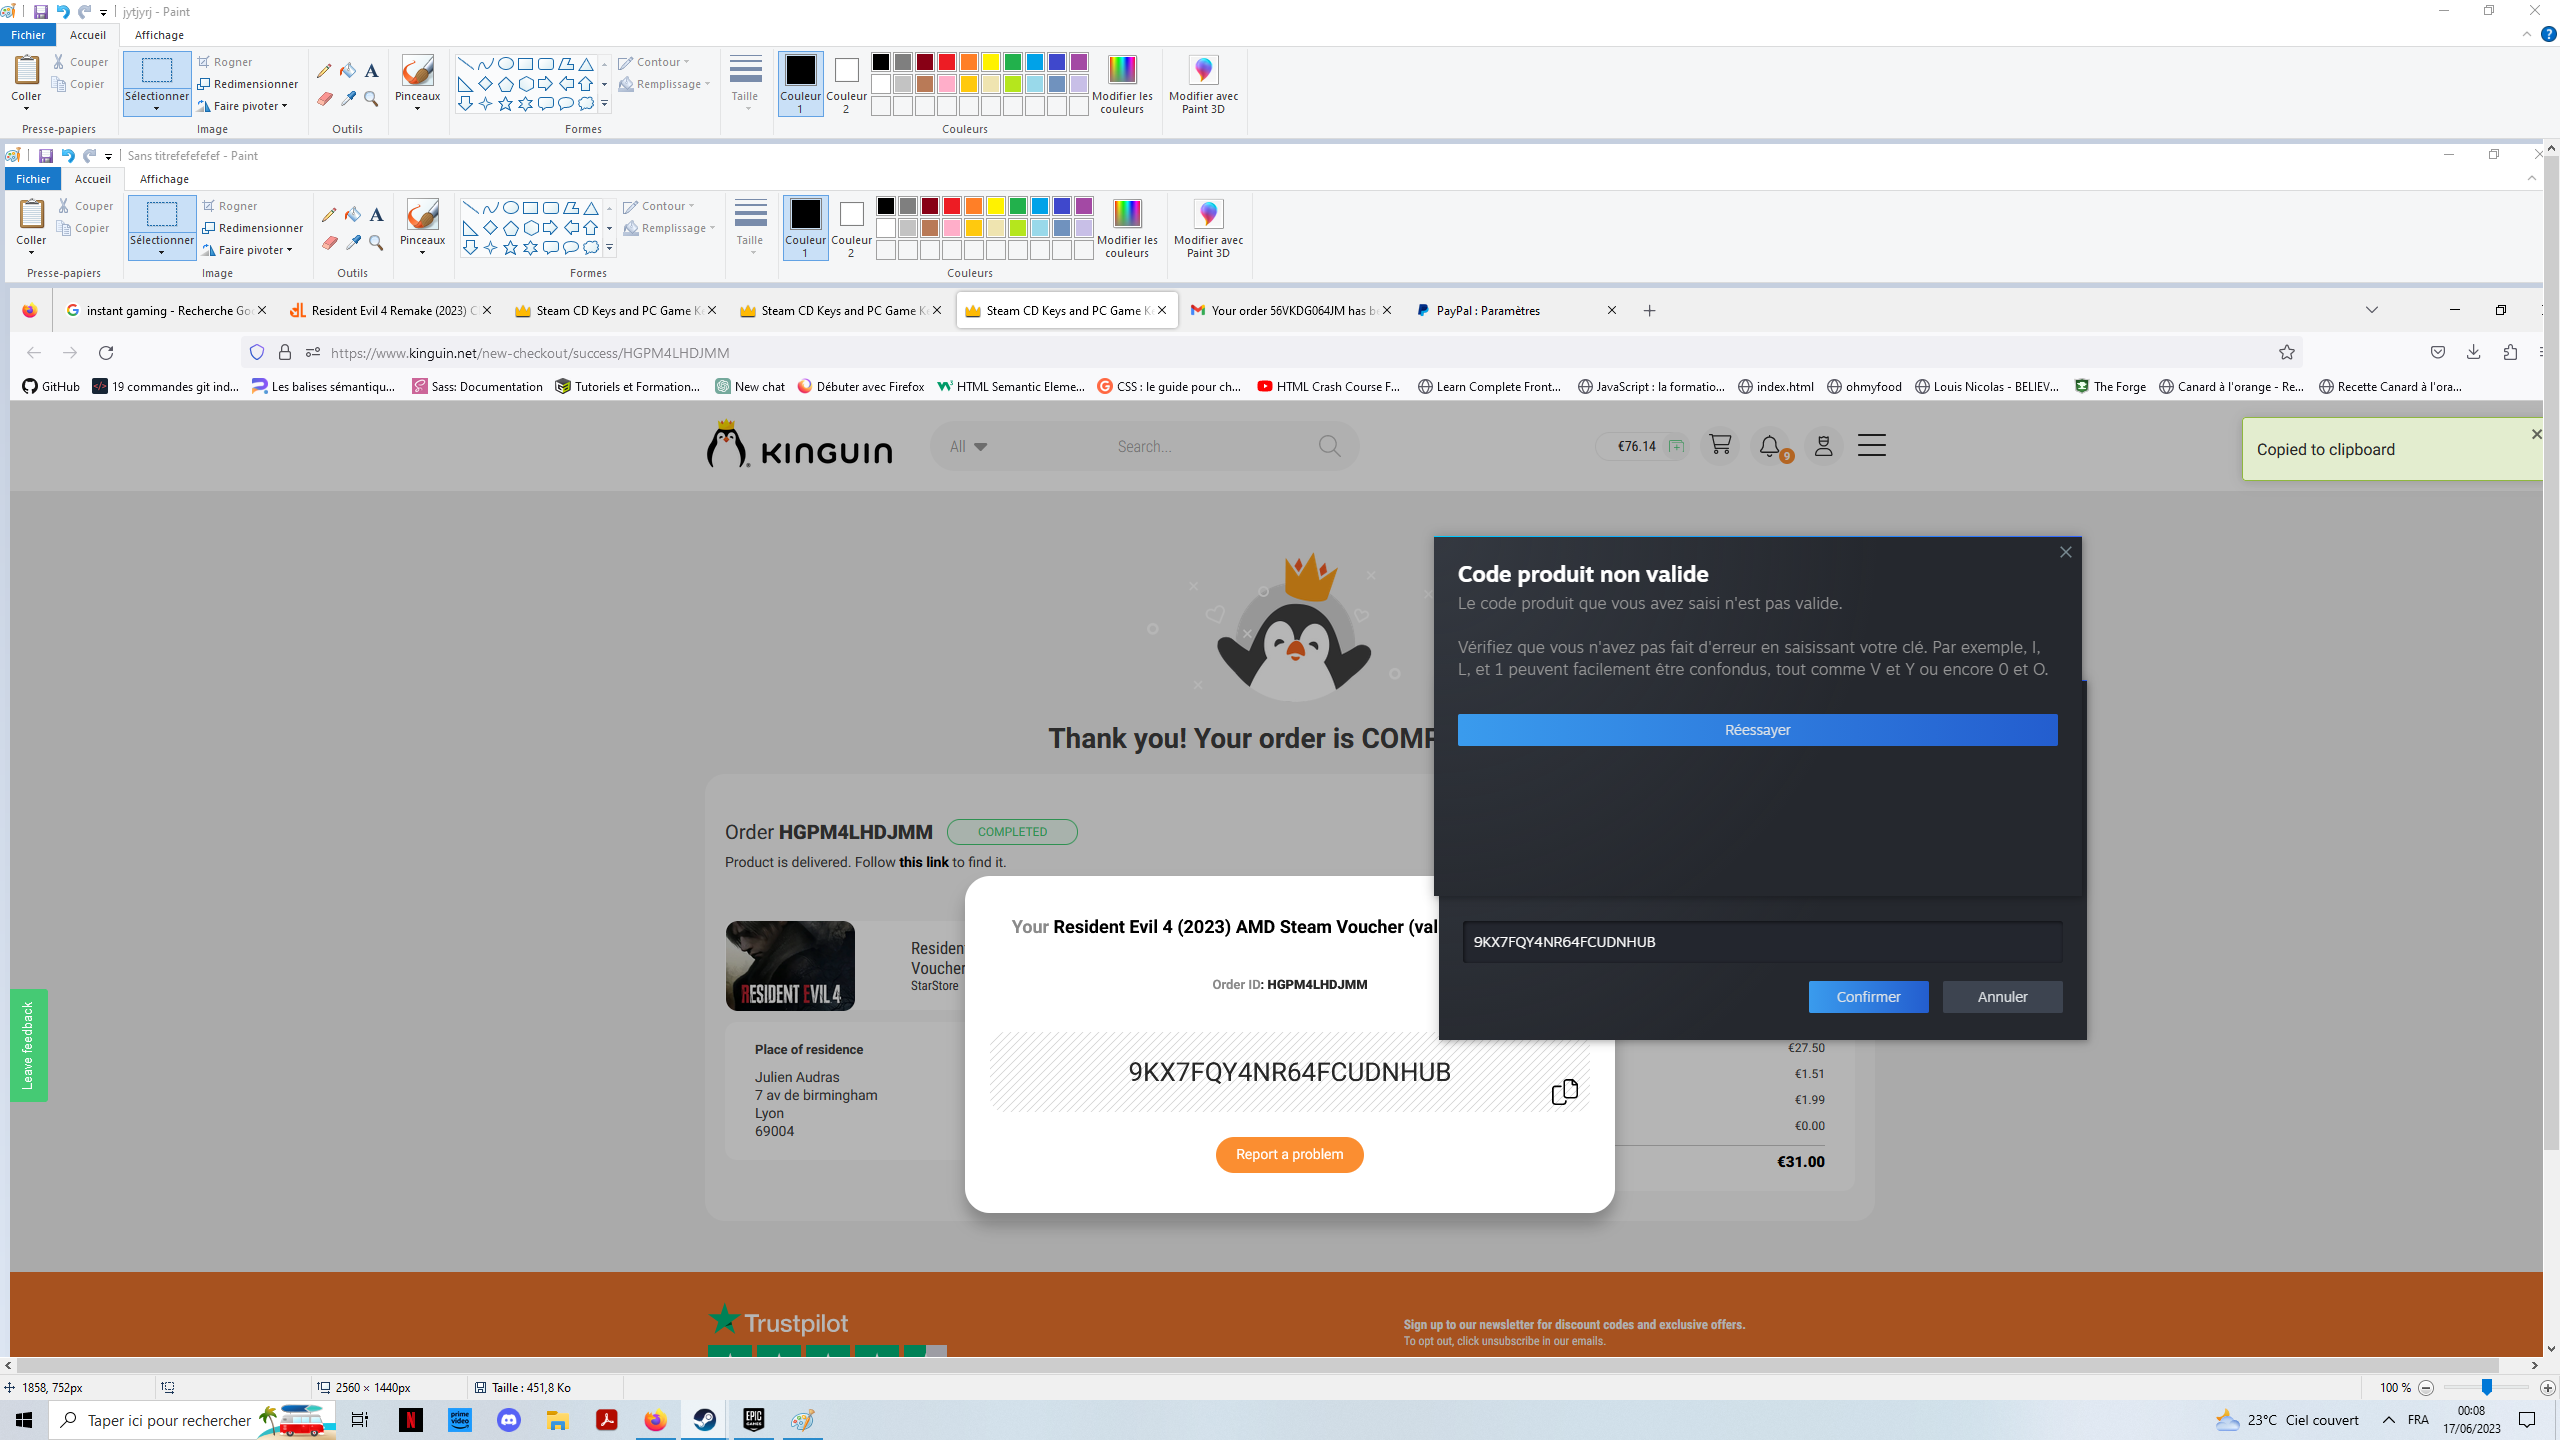 jytjyrj - Paint
Fichier Accueil Affichage
Coller Couper Copier Sélectionner Rogner Redimensionner Faire pivoter Pinceaux Contour Remplissage Taille Couleur 1 Couleur 2 Modifier les couleurs Modifier avec Paint 3D
Presse-papiers Image Outils Formes Couleurs
Sans titrefefefefef - Paint
Fichier Accueil Affichage
Coller Couper Copier Sélectionner Rogner Redimensionner Faire pivoter Pinceaux Contour Remplissage Taille Couleur 1 Couleur 2 Modifier les couleurs Modifier avec Paint 3D
Presse-papiers Image Outils Formes Couleurs
instant gaming - Recherche Goo Resident Evil 4 Remake (2023) C Steam CD Keys and PC Game K Steam CD Keys and PC Game K Steam CD Keys and PC Game K Your order 56VKDG064JM has be PayPal : Paramètres
https://www.kinguin.net/new-checkout/success/HGPM4LHDJMM
GitHub 19 commandes git ind... Les balises sémantiqu... Sass: Documentation Tutoriels et Formation... New chat Débuter avec Firefox HTML Semantic Eleme... CSS : le guide pour ch... HTML Crash Course F... Learn Complete Front... JavaScript : la formatio... index.html ohmyfood Louis Nicolas - BELIEV... The Forge Canard à l'orange - Re... Recette Canard à l'ora...
KINGUIN All Search... €76.14 9
Copied to clipboard
Code produit non valide
Le code produit que vous avez saisi n'est pas valide.
Vérifiez que vous n'avez pas fait d'erreur en saisissant votre clé. Par exemple, I,
L, et 1 peuvent facilement être confondus, tout comme V et Y ou encore 0 et O.
Réessayer
Thank you! Your order is COMP
Order HGPM4LHDJMM COMPLETED
Product is delivered. Follow this link to find it.
RESIDENT EVIL 4
Residen
Voucher
StarStore
Your Resident Evil 4 (2023) AMD Steam Voucher (val
Order ID: HGPM4LHDJMM
9KX7FQY4NR64FCUDNHUB
Report a problem
9KX7FQY4NR64FCUDNHUB
Confirmer Annuler
Place of residence
Julien Audras
7 av de birmingham
Lyon
69004
€27.50
€1.51
€1.99
€0.00
€31.00
Leave feedback
Trustpilot
Sign up to our newsletter for discount codes and exclusive offers.
To opt out, click unsubscribe in our emails.
1858, 752px 2560 × 1440px Taille : 451,8 Ko 100 %
Taper ici pour rechercher
N
prime video
EPIC GAMES
23°C Ciel couvert FRA 00:08
17/06/2023